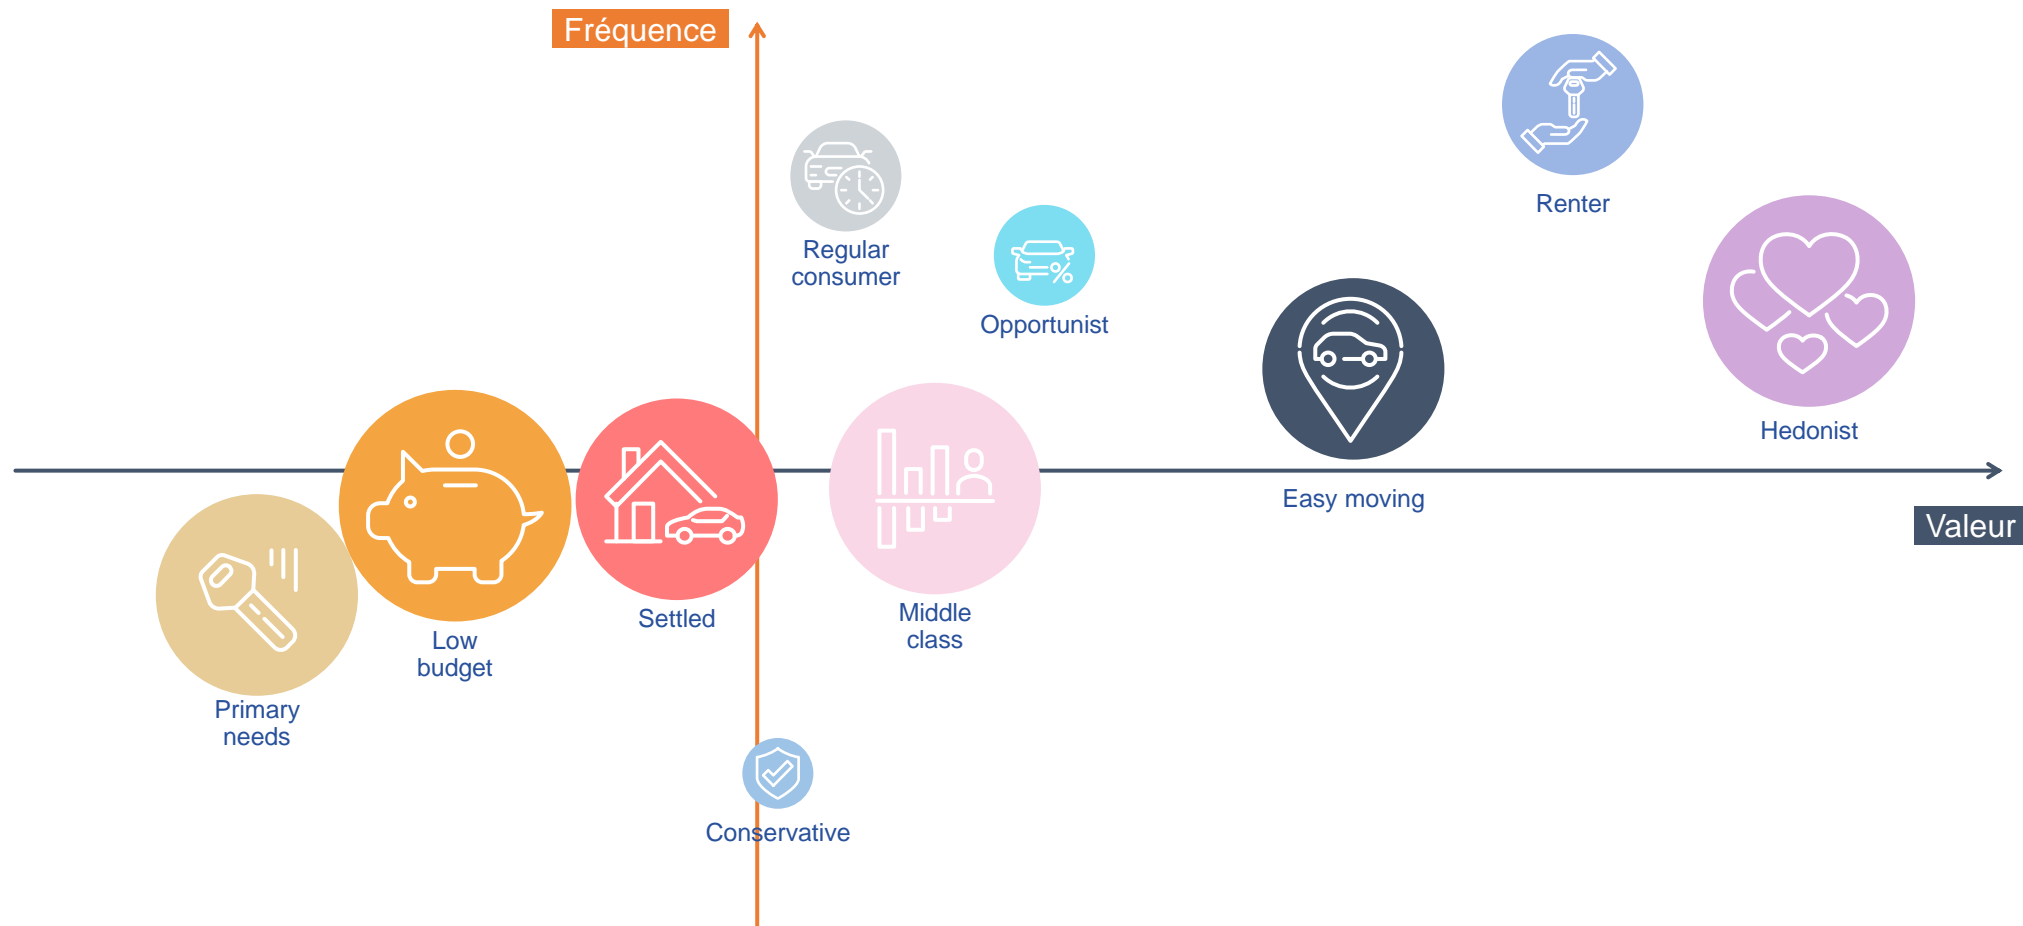 Fréquence
Renter
Regular
consumer
Opportunist
Hedonist
Easy moving
Valeur
Settled
Middle
class
Low
budget
Primary
needs
Conservative